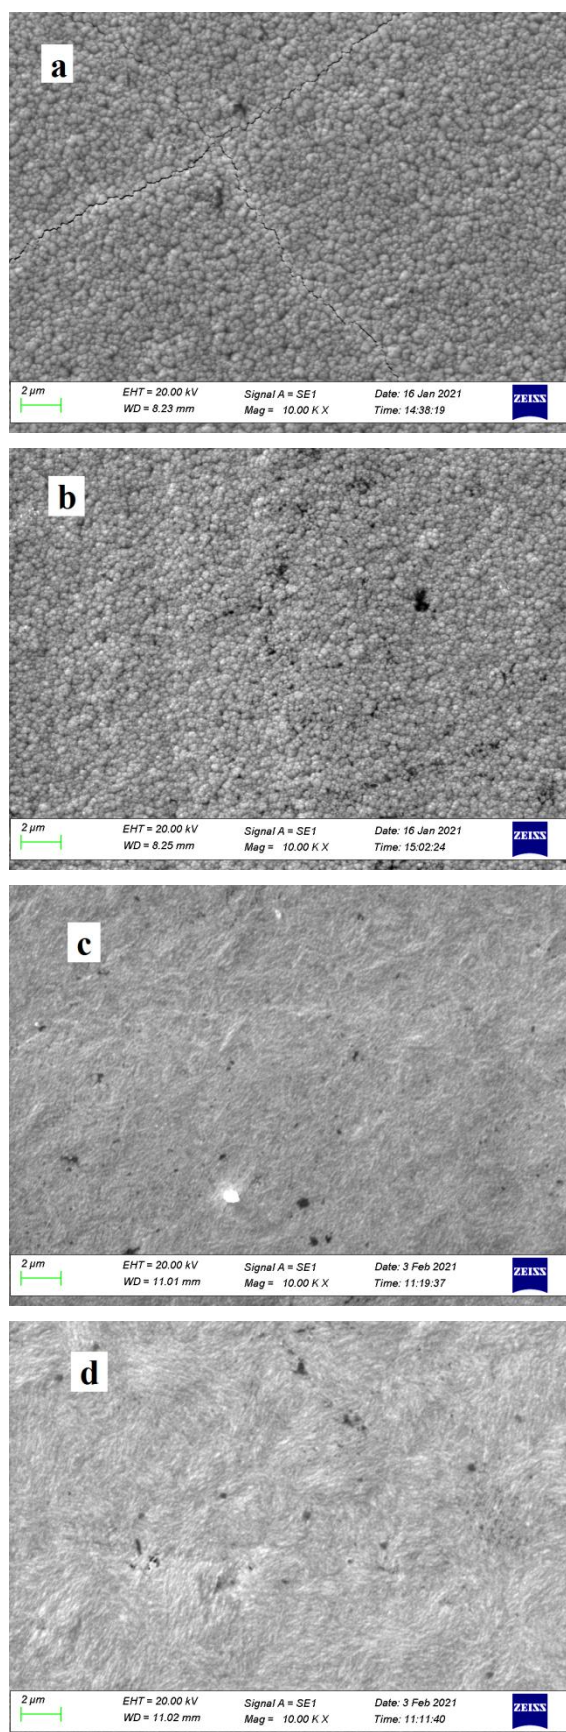 a
2 µm EHT = 20.00 kV Signal A = SE1 Date: 16 Jan 2021 ZEISS
WD = 8.23 mm Mag = 10.00 K X Time: 14:38:19
b
2 µm EHT = 20.00 kV Signal A = SE1 Date: 16 Jan 2021 ZEISS
WD = 8.25 mm Mag = 10.00 K X Time: 15:02:24
c
2 µm EHT = 20.00 kV Signal A = SE1 Date: 3 Feb 2021 ZEISS
WD = 11.01 mm Mag = 10.00 K X Time: 11:19:37
d
2 µm EHT = 20.00 kV Signal A = SE1 Date: 3 Feb 2021 ZEISS
WD = 11.02 mm Mag = 10.00 K X Time: 11:11:40